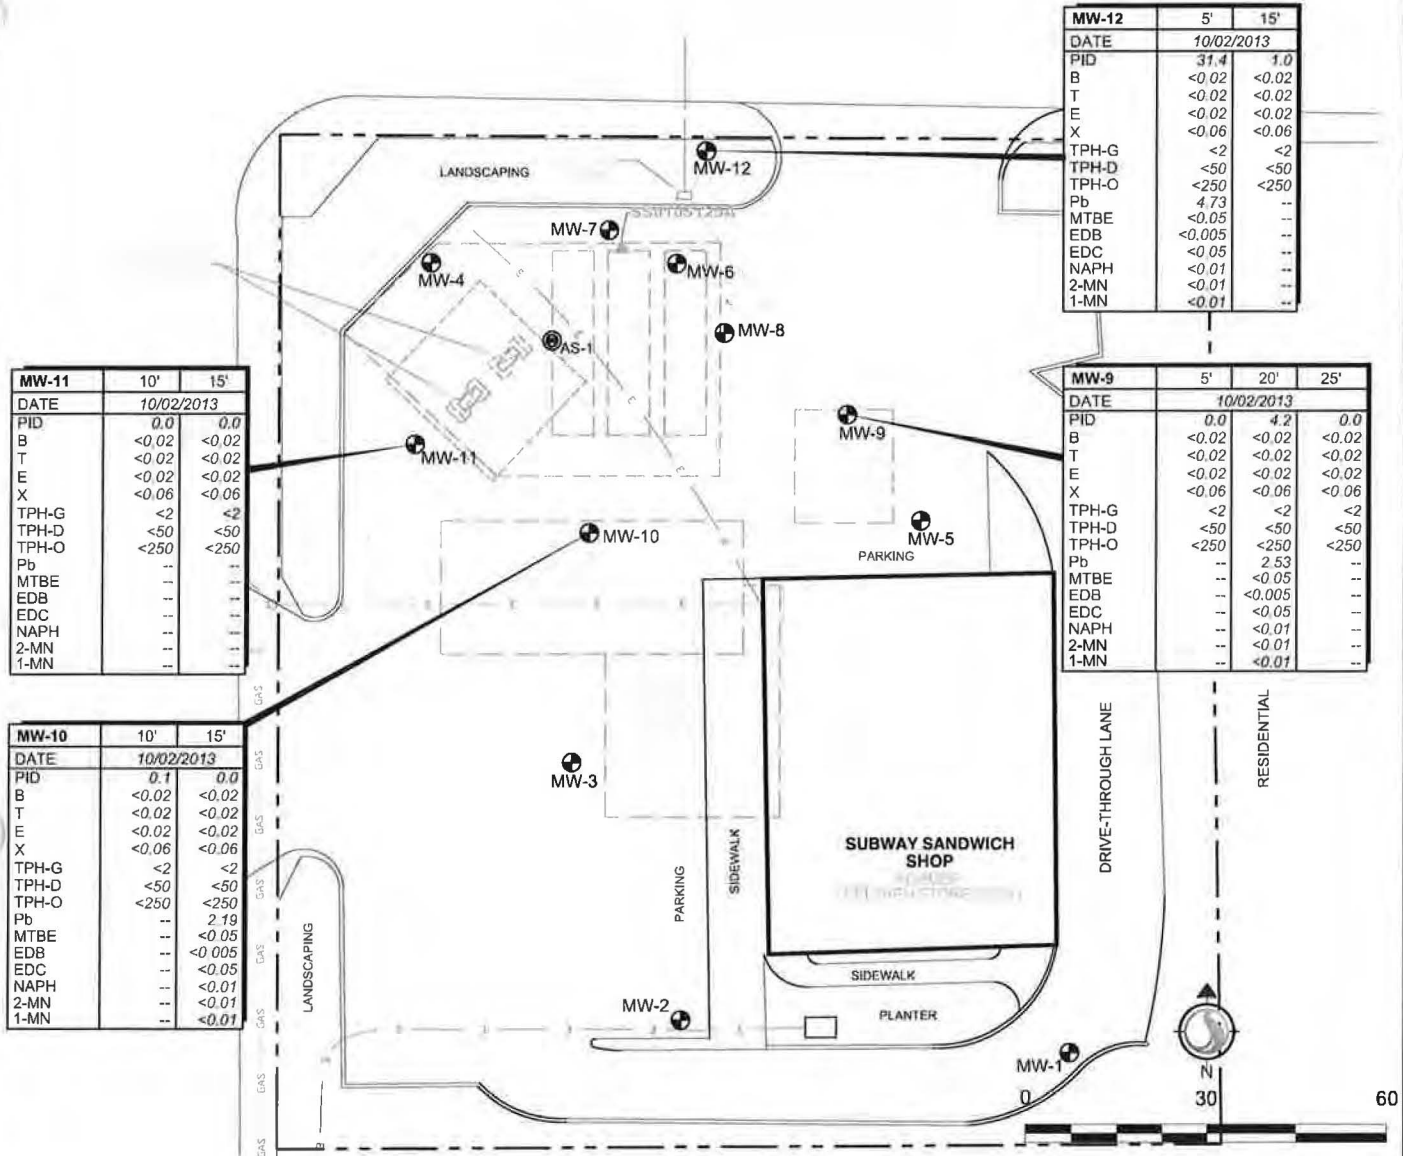 MW-12 5' 15'
DATE 10/02/2013
PID 31.4 1.0
B <0.02 <0.02
T <0.02 <0.02
E <0.02 <0.02
X <0.06 <0.06
TPH-G <2 <2
TPH-D <50 <50
TPH-O <250 <250
Pb 4.73 --
MTBE <0.05 --
EDB <0.005 --
EDC <0.05 --
NAPH <0.01 --
2-MN <0.01 --
1-MN <0.01 --
LANDSCAPING
MW-12
MW-7
MW-4
MW-6
MW-8
AS-1
MW-11 10' 15'
DATE 10/02/2013
PID 0.0 0.0
B <0.02 <0.02
T <0.02 <0.02
E <0.02 <0.02
X <0.06 <0.06
TPH-G <2 <2
TPH-D <50 <50
TPH-O <250 <250
Pb -- --
MTBE -- --
EDB -- --
EDC -- --
NAPH -- --
2-MN -- --
1-MN -- --
MW-9 5' 20' 25'
DATE 10/02/2013
PID 0.0 4.2 0.0
B <0.02 <0.02 <0.02
T <0.02 <0.02 <0.02
E <0.02 <0.02 <0.02
X <0.06 <0.06 <0.06
TPH-G <2 <2 <2
TPH-D <50 <50 <50
TPH-O <250 <250 <250
Pb -- 2.53 --
MTBE -- <0.05 --
EDB -- <0.005 --
EDC -- <0.05 --
NAPH -- <0.01 --
2-MN -- <0.01 --
1-MN -- <0.01 --
MW-9
MW-11
MW-10
MW-5
PARKING
MW-10 10' 15'
DATE 10/02/2013
PID 0.1 0.0
B <0.02 <0.02
T <0.02 <0.02
E <0.02 <0.02
X <0.06 <0.06
TPH-G <2 <2
TPH-D <50 <50
TPH-O <250 <250
Pb -- 2.19
MTBE -- <0.05
EDB -- <0.005
EDC -- <0.05
NAPH -- <0.01
2-MN -- <0.01
1-MN -- <0.01
GAS
GAS
GAS
GAS
GAS
GAS
GAS
GAS
MW-3
SUBWAY SANDWICH
SHOP
DRIVE-THROUGH LANE
RESIDENTIAL
SIDEWALK
PARKING
LANDSCAPING
SIDEWALK
PLANTER
MW-2
MW-1
N
0 30 60